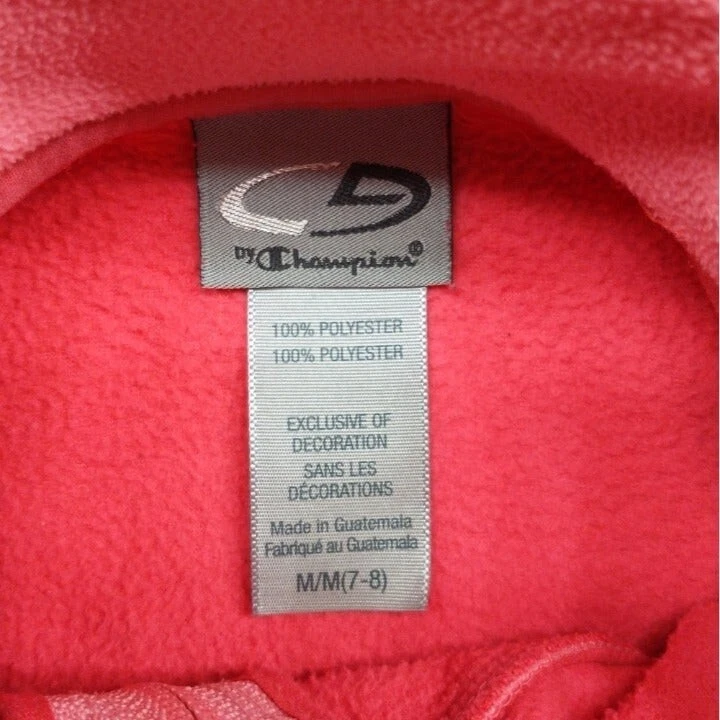 C9
by Champion®
100% POLYESTER
100% POLYESTER
EXCLUSIVE OF
DECORATION
SANS LES
DÉCORATIONS
Made in Guatemala
Fabriqué au Guatemala
M/M(7-8)